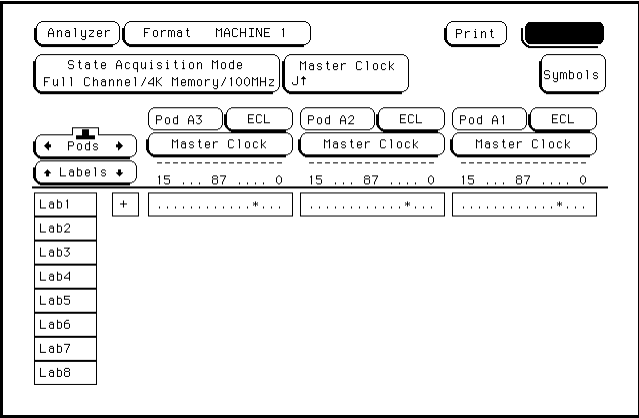 Analyzer Format MACHINE 1 Print
State Acquisition Mode
Full Channel/4K Memory/100MHz
Master Clock
J↑
Symbols
Pod A3 ECL Pod A2 ECL Pod A1 ECL
← Pods → Master Clock Master Clock Master Clock
↑ Labels ↓ 15 ... 87 .... 0 15 ... 87 .... 0 15 ... 87 .... 0
Lab1 + ............*... ............*... ............*...
Lab2
Lab3
Lab4
Lab5
Lab6
Lab7
Lab8